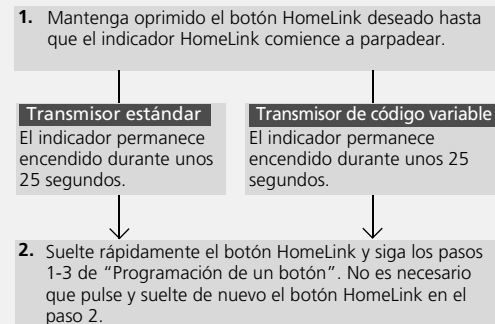 1. Mantenga oprimido el botón HomeLink deseado hasta
que el indicador HomeLink comience a parpadear.
Transmisor estándar
El indicador permanece
encendido durante unos
25 segundos.
Transmisor de código variable
El indicador permanece
encendido durante unos 25
segundos.
2. Suelte rápidamente el botón HomeLink y siga los pasos
1-3 de “Programación de un botón”. No es necesario
que pulse y suelte de nuevo el botón HomeLink en el
paso 2.